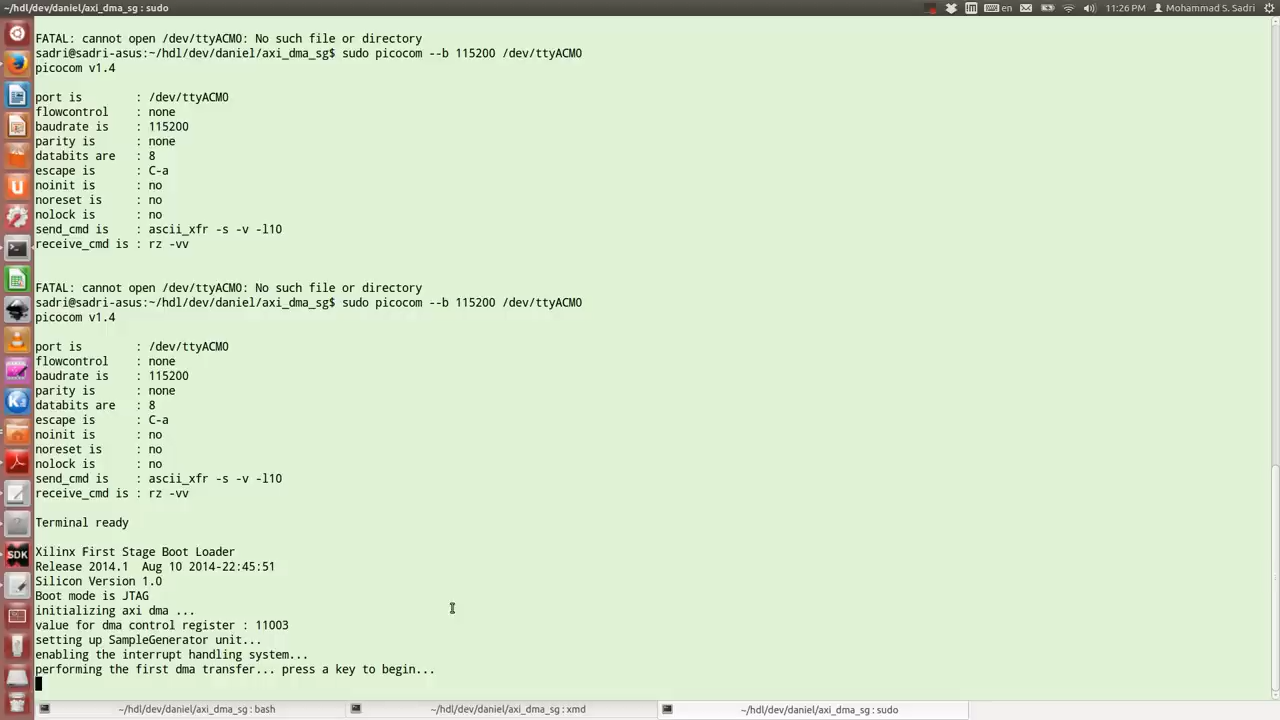 ~/hdl/dev/daniel/axi_dma_sg : sudo
en
11:26 PM
Mohammad S. Sadri
FATAL: cannot open /dev/ttyACM0: No such file or directory
sadri@sadri-asus:~/hdl/dev/daniel/axi_dma_sg$ sudo picocom --b 115200 /dev/ttyACM0
picocom v1.4
port is : /dev/ttyACM0
flowcontrol : none
baudrate is : 115200
parity is : none
databits are : 8
escape is : C-a
noinit is : no
noreset is : no
nolock is : no
send_cmd is : ascii_xfr -s -v -l10
receive_cmd is : rz -vv
FATAL: cannot open /dev/ttyACM0: No such file or directory
sadri@sadri-asus:~/hdl/dev/daniel/axi_dma_sg$ sudo picocom --b 115200 /dev/ttyACM0
picocom v1.4
port is : /dev/ttyACM0
flowcontrol : none
baudrate is : 115200
parity is : none
databits are : 8
escape is : C-a
noinit is : no
noreset is : no
nolock is : no
send_cmd is : ascii_xfr -s -v -l10
receive_cmd is : rz -vv
Terminal ready
Xilinx First Stage Boot Loader
Release 2014.1 Aug 10 2014-22:45:51
Silicon Version 1.0
Boot mode is JTAG
initializing axi dma ...
value for dma control register : 11003
setting up SampleGenerator unit...
enabling the interrupt handling system...
performing the first dma transfer... press a key to begin...
SDK
~/hdl/dev/daniel/axi_dma_sg : bash
~/hdl/dev/daniel/axi_dma_sg : xmd
~/hdl/dev/daniel/axi_dma_sg : sudo